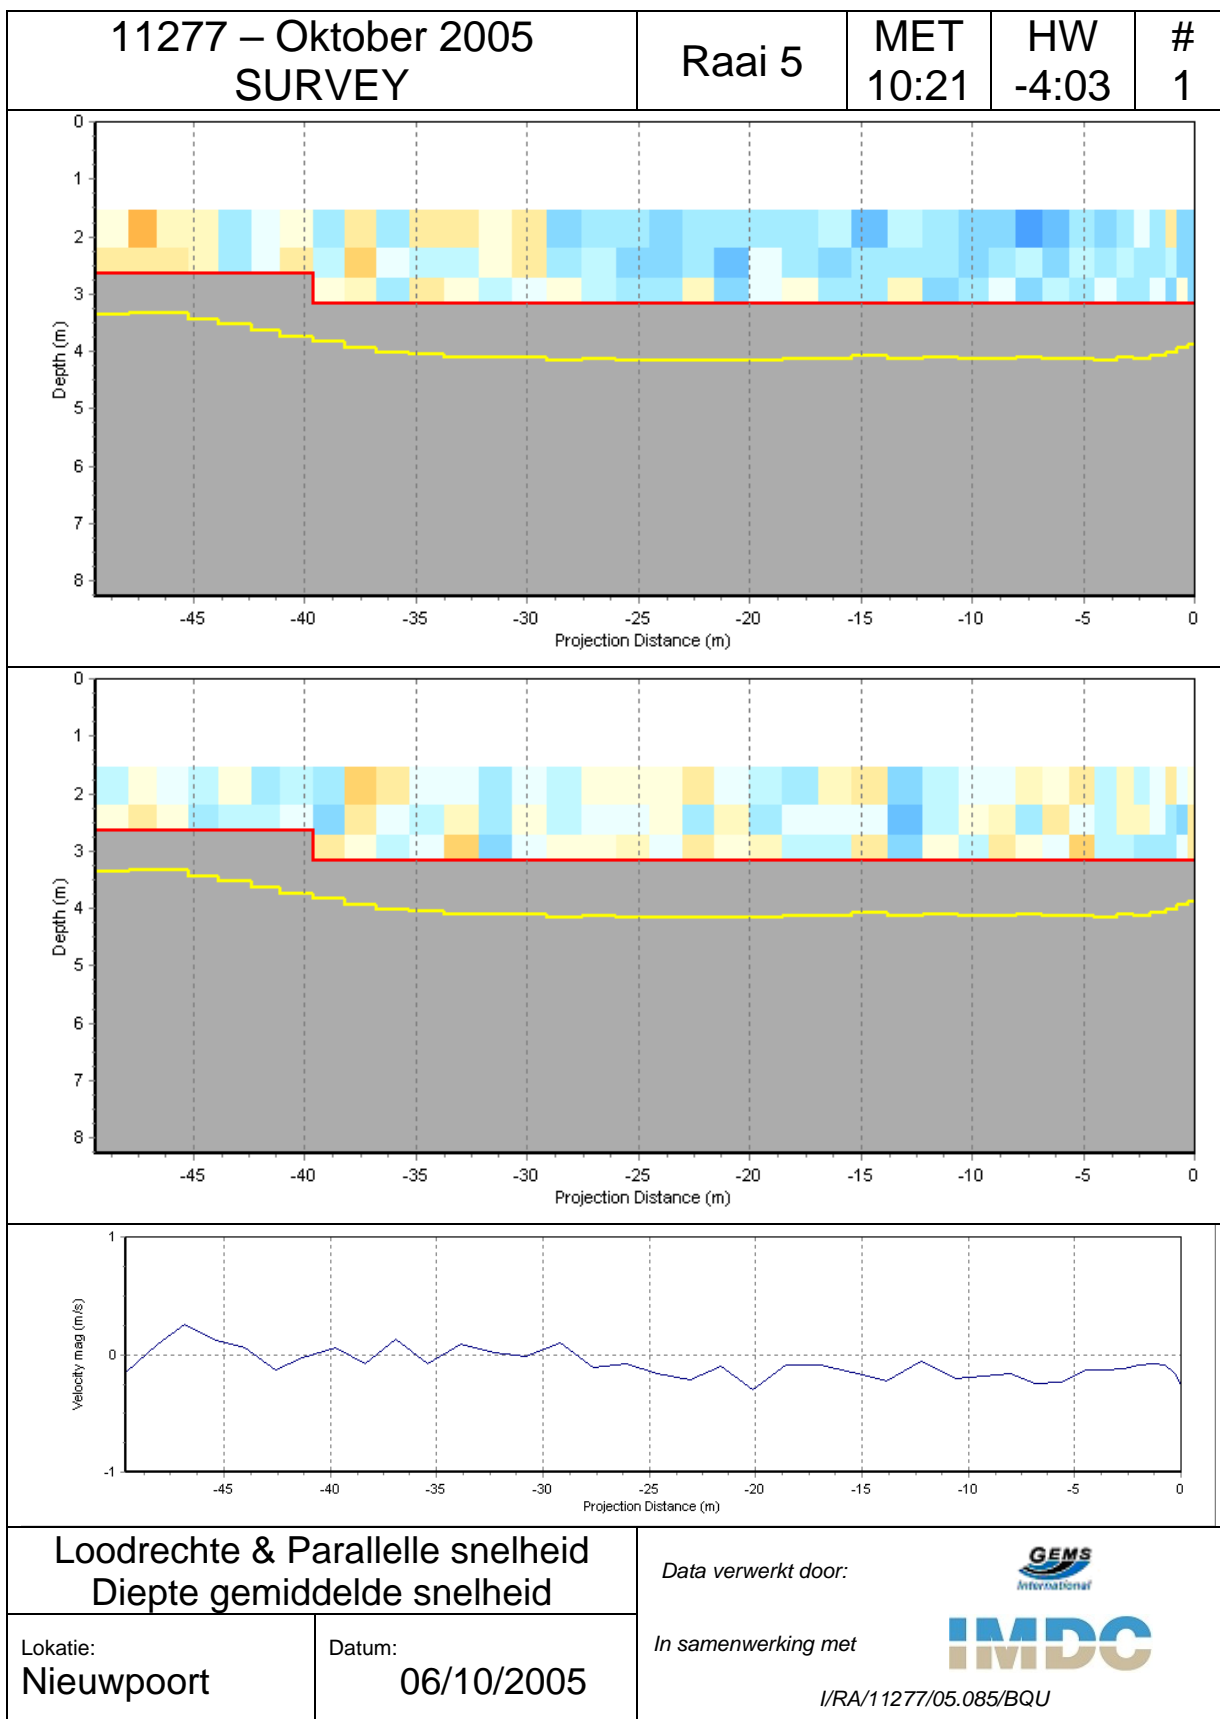 11277 – Oktober 2005
SURVEY
Raai 5
MET
10:21
HW
-4:03
#
1
0
1
2
3
4
5
6
7
8
Depth (m)
-45 -40 -35 -30 -25 -20 -15 -10 -5 0
Projection Distance (m)
0
1
2
3
4
5
6
7
8
Depth (m)
-45 -40 -35 -30 -25 -20 -15 -10 -5 0
Projection Distance (m)
1
0
-1
Velocity mag (m/s)
-45 -40 -35 -30 -25 -20 -15 -10 -5 0
Projection Distance (m)
Loodrechte & Parallelle snelheid
Diepte gemiddelde snelheid
Lokatie:
Nieuwpoort
Datum:
06/10/2005
Data verwerkt door:
GEMS
International
In samenwerking met
IMDC
I/RA/11277/05.085/BQU